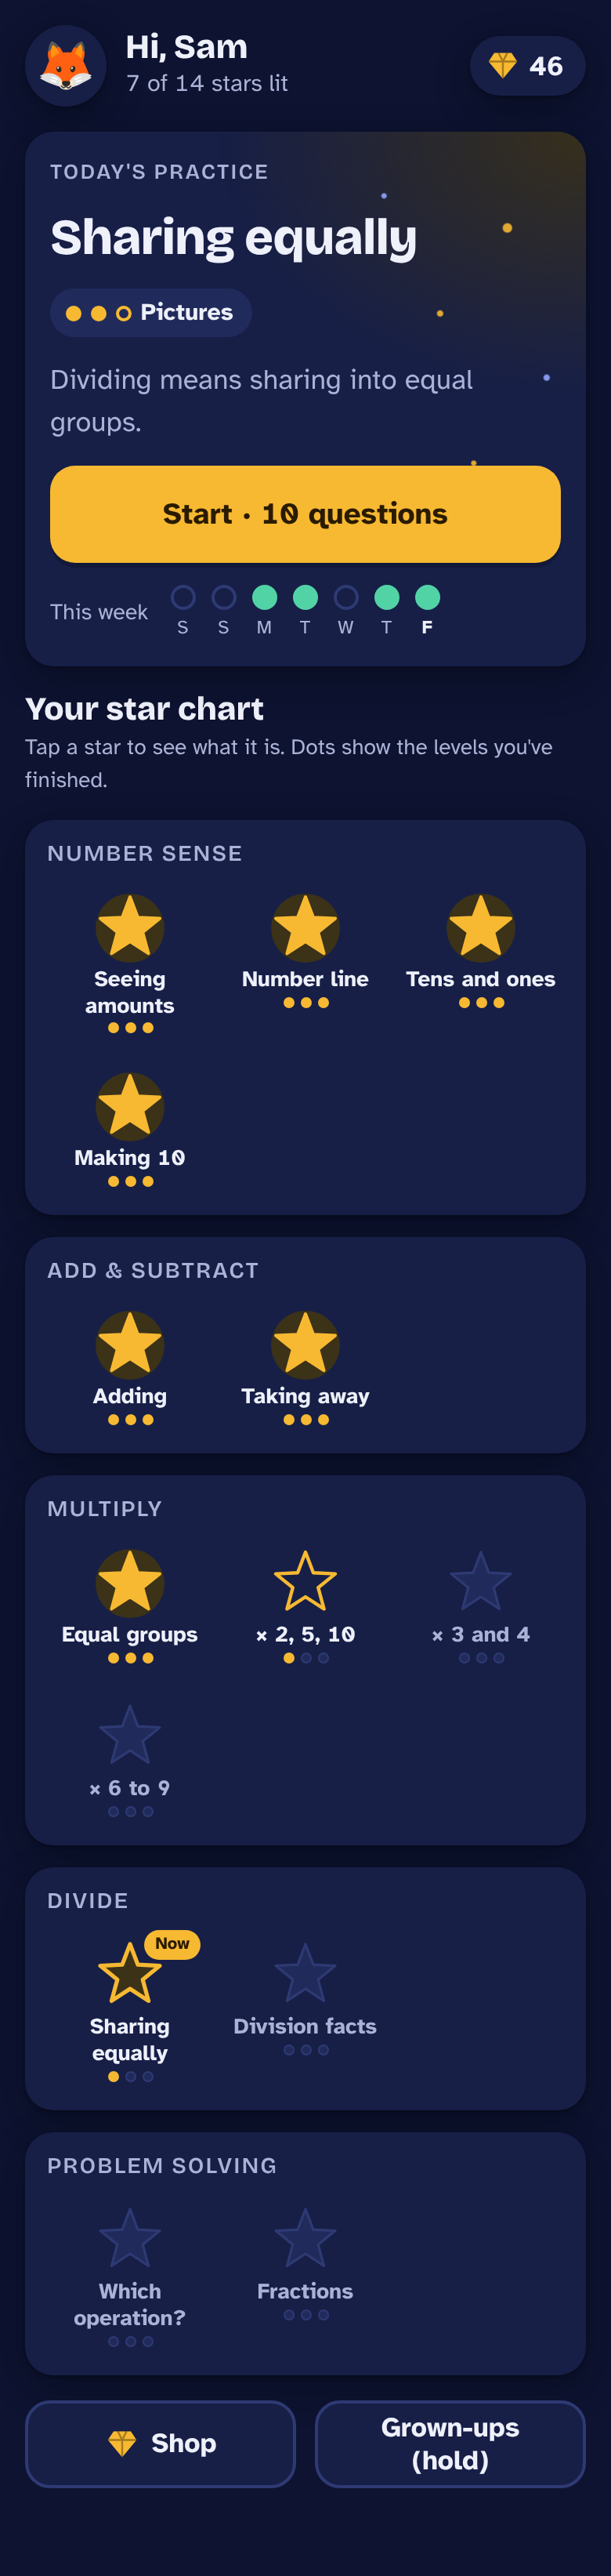 Hi, Sam
7 of 14 stars lit
46
TODAY'S PRACTICE
Sharing equally
Pictures
Dividing means sharing into equal
groups.
Start · 10 questions
This week
S S M T W T F
Your star chart
Tap a star to see what it is. Dots show the levels you've
finished.
NUMBER SENSE
Seeing
amounts
Number line
Tens and ones
Making 10
ADD & SUBTRACT
Adding
Taking away
MULTIPLY
Equal groups
× 2, 5, 10
× 3 and 4
× 6 to 9
DIVIDE
Now
Sharing
equally
Division facts
PROBLEM SOLVING
Which
operation?
Fractions
Shop
Grown-ups
(hold)